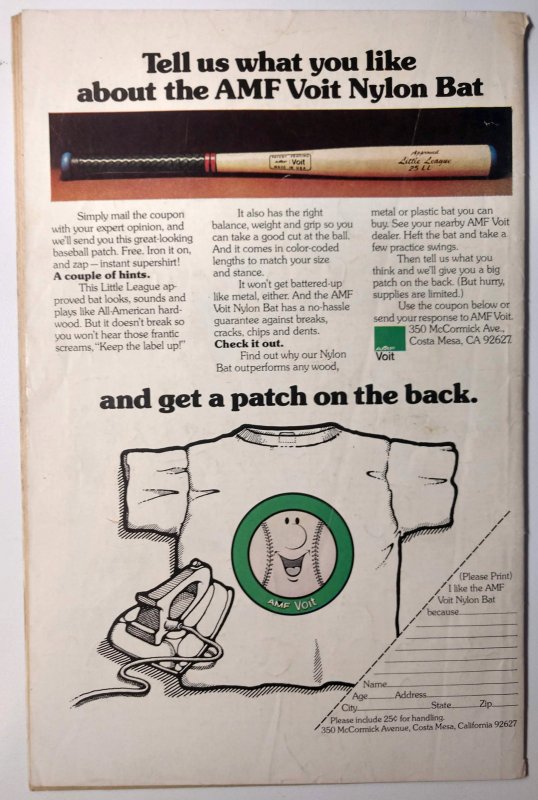 Tell us what you like
about the AMF Voit Nylon Bat
PATENT PENDING
AMF Voit
MADE IN U.S.A.
Approved
Little League
25 LL
Simply mail the coupon
with your expert opinion, and
we'll send you this great-looking
baseball patch. Free. Iron it on,
and zap — instant supershirt!
A couple of hints.
This Little League ap-
proved bat looks, sounds and
plays like All-American hard-
wood. But it doesn't break so
you won't hear those frantic
screams, "Keep the label up!"
It also has the right
balance, weight and grip so you
can take a good cut at the ball.
And it comes in color-coded
lengths to match your size
and stance.
It won't get battered-up
like metal, either. And the AMF
Voit Nylon Bat has a no-hassle
guarantee against breaks,
cracks, chips and dents.
Check it out.
Find out why our Nylon
Bat outperforms any wood,
metal or plastic bat you can
buy. See your nearby AMF Voit
dealer. Heft the bat and take a
few practice swings.
Then tell us what you
think and we'll give you a big
patch on the back. (But hurry,
supplies are limited.)
Use the coupon below or
send your response to AMF Voit.
350 McCormick Ave.,
Costa Mesa, CA 92627.
AMF
Voit
and get a patch on the back.
AMF Voit
(Please Print)
I like the AMF
Voit Nylon Bat
because
Name
Age Address
City State Zip
Please include 25¢ for handling.
350 McCormick Avenue, Costa Mesa, California 92627